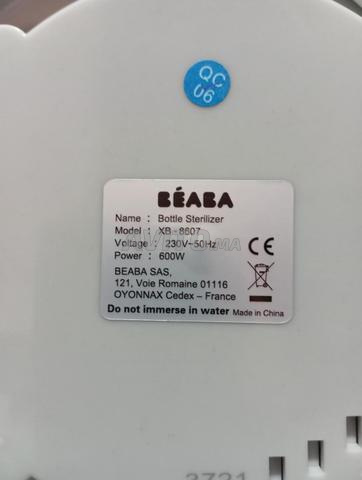 QC
06
BÉABA
Name : Bottle Sterilizer
Model : XB-8607
Voltage : 230V~50Hz
Power : 600W
CE
BEABA SAS,
121, Voie Romaine 01116
OYONNAX Cedex – France
Do not immerse in water Made in China